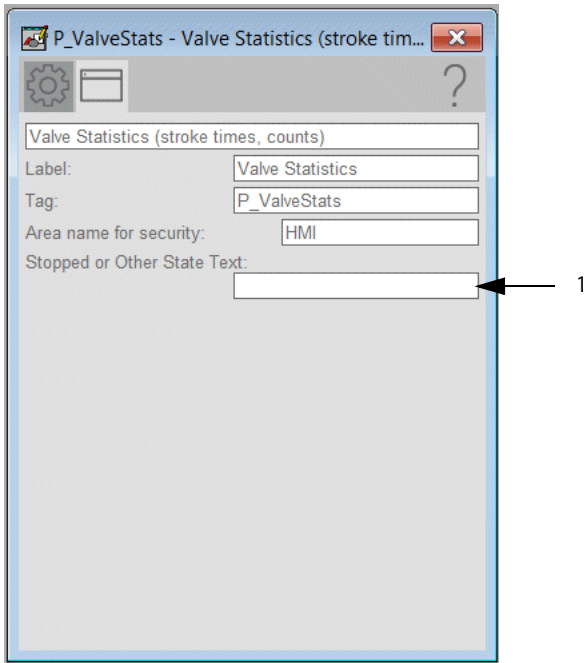 P_ValveStats - Valve Statistics (stroke tim...
?
Valve Statistics (stroke times, counts)
Label: Valve Statistics
Tag: P_ValveStats
Area name for security: HMI
Stopped or Other State Text:
1